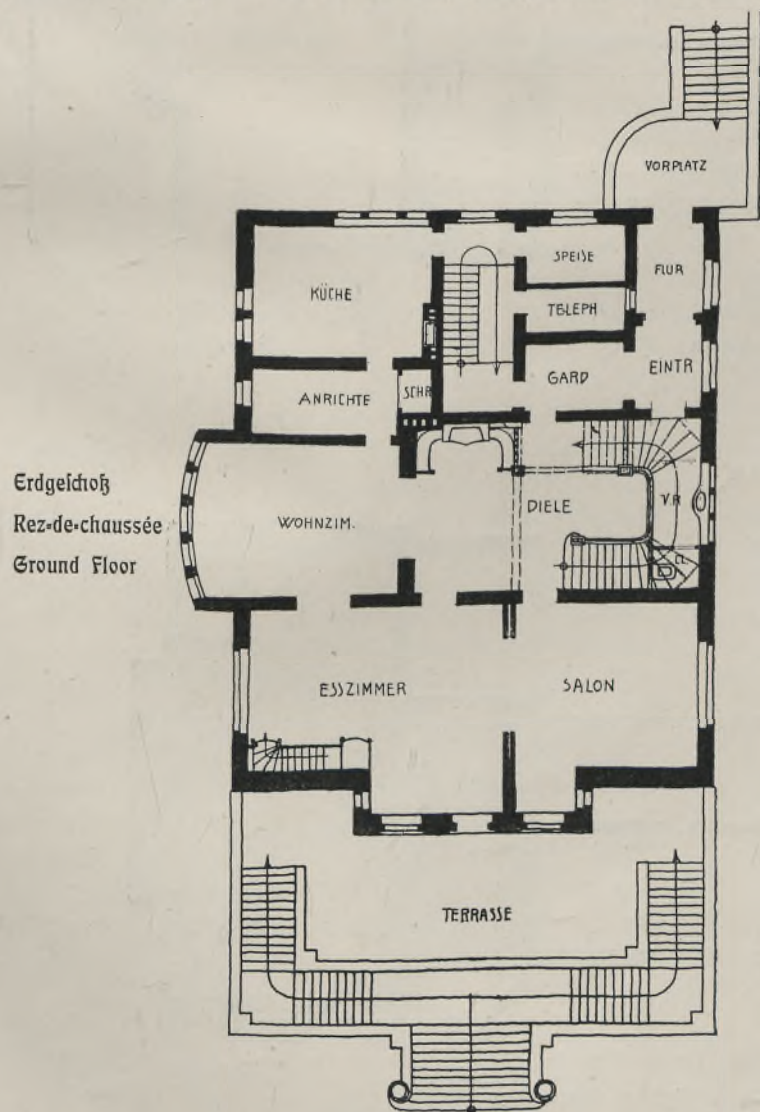 VORPLATZ
SPEISE
FLUR
KÜCHE
TELEPH
GARD
EINTR
ANRICHTE
SCHR
Erdgeſchoß
Rez-de-chaussée
Ground Floor
WOHNZIM.
DIELE
V.R
Cl.
ESSZIMMER
SALON
TERRASSE